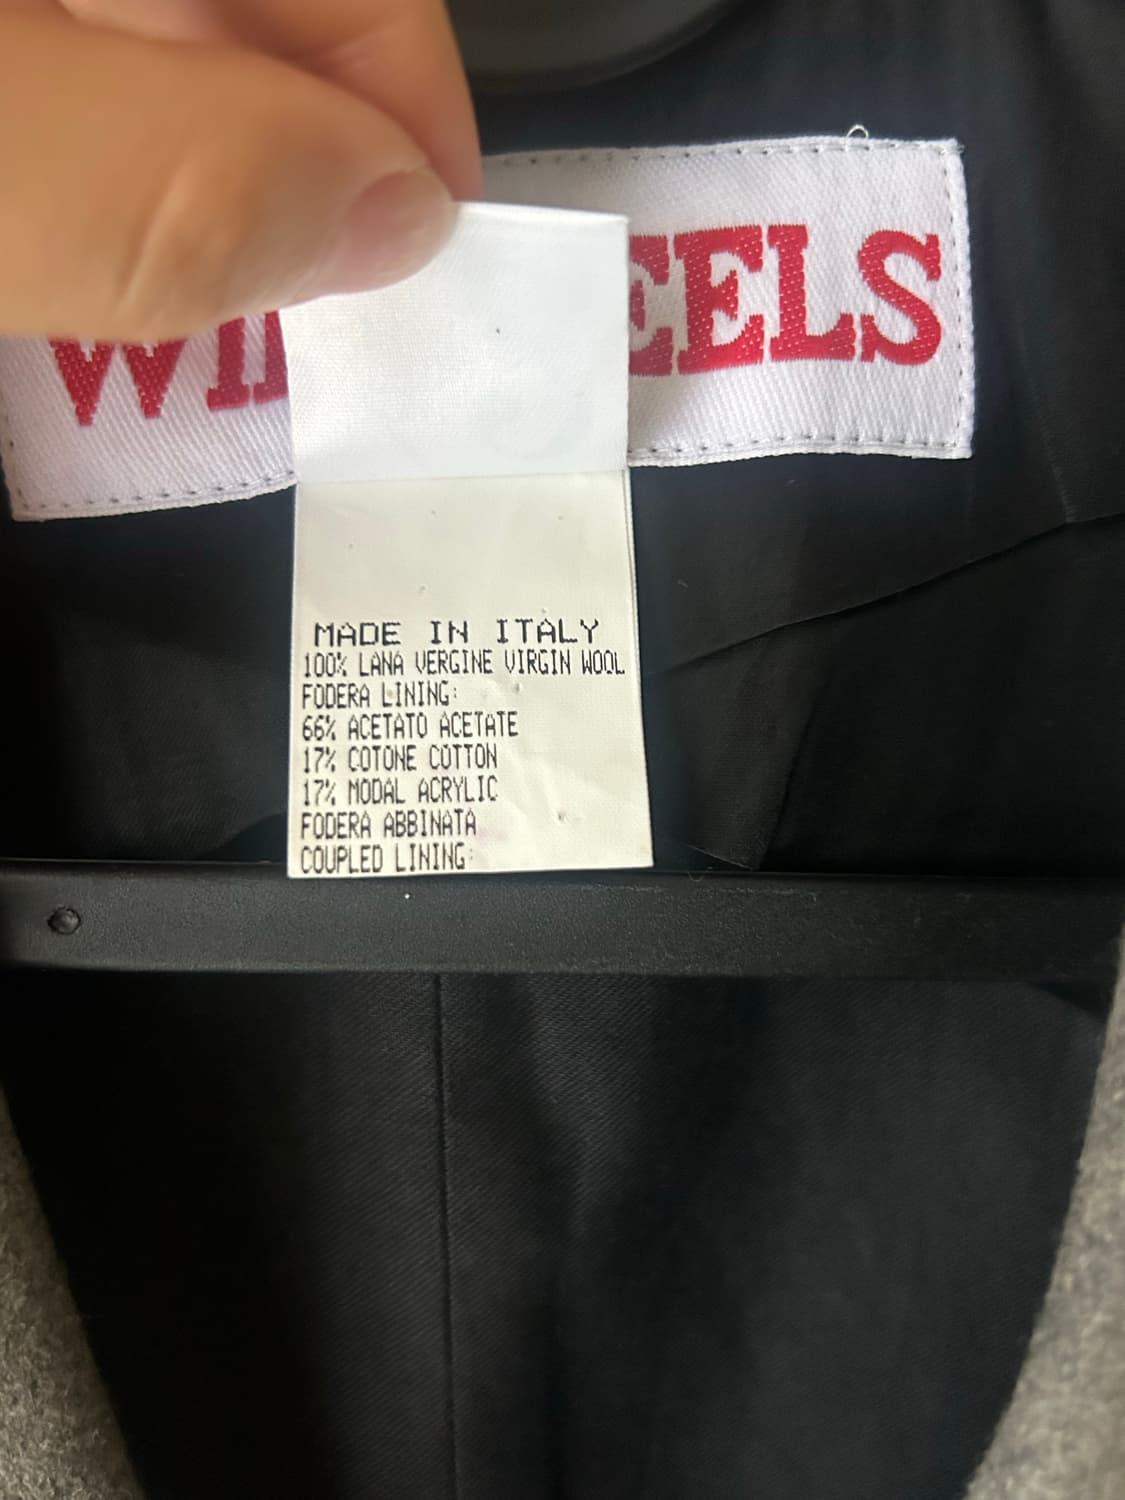 EELS
MADE IN ITALY
100% LANA VERGINE VIRGIN WOOL
FODERA LINING:
66% ACETATO ACETATE
17% COTONE COTTON
17% MODAL ACRYLIC
FODERA ABBINATA
COUPLED LINING: